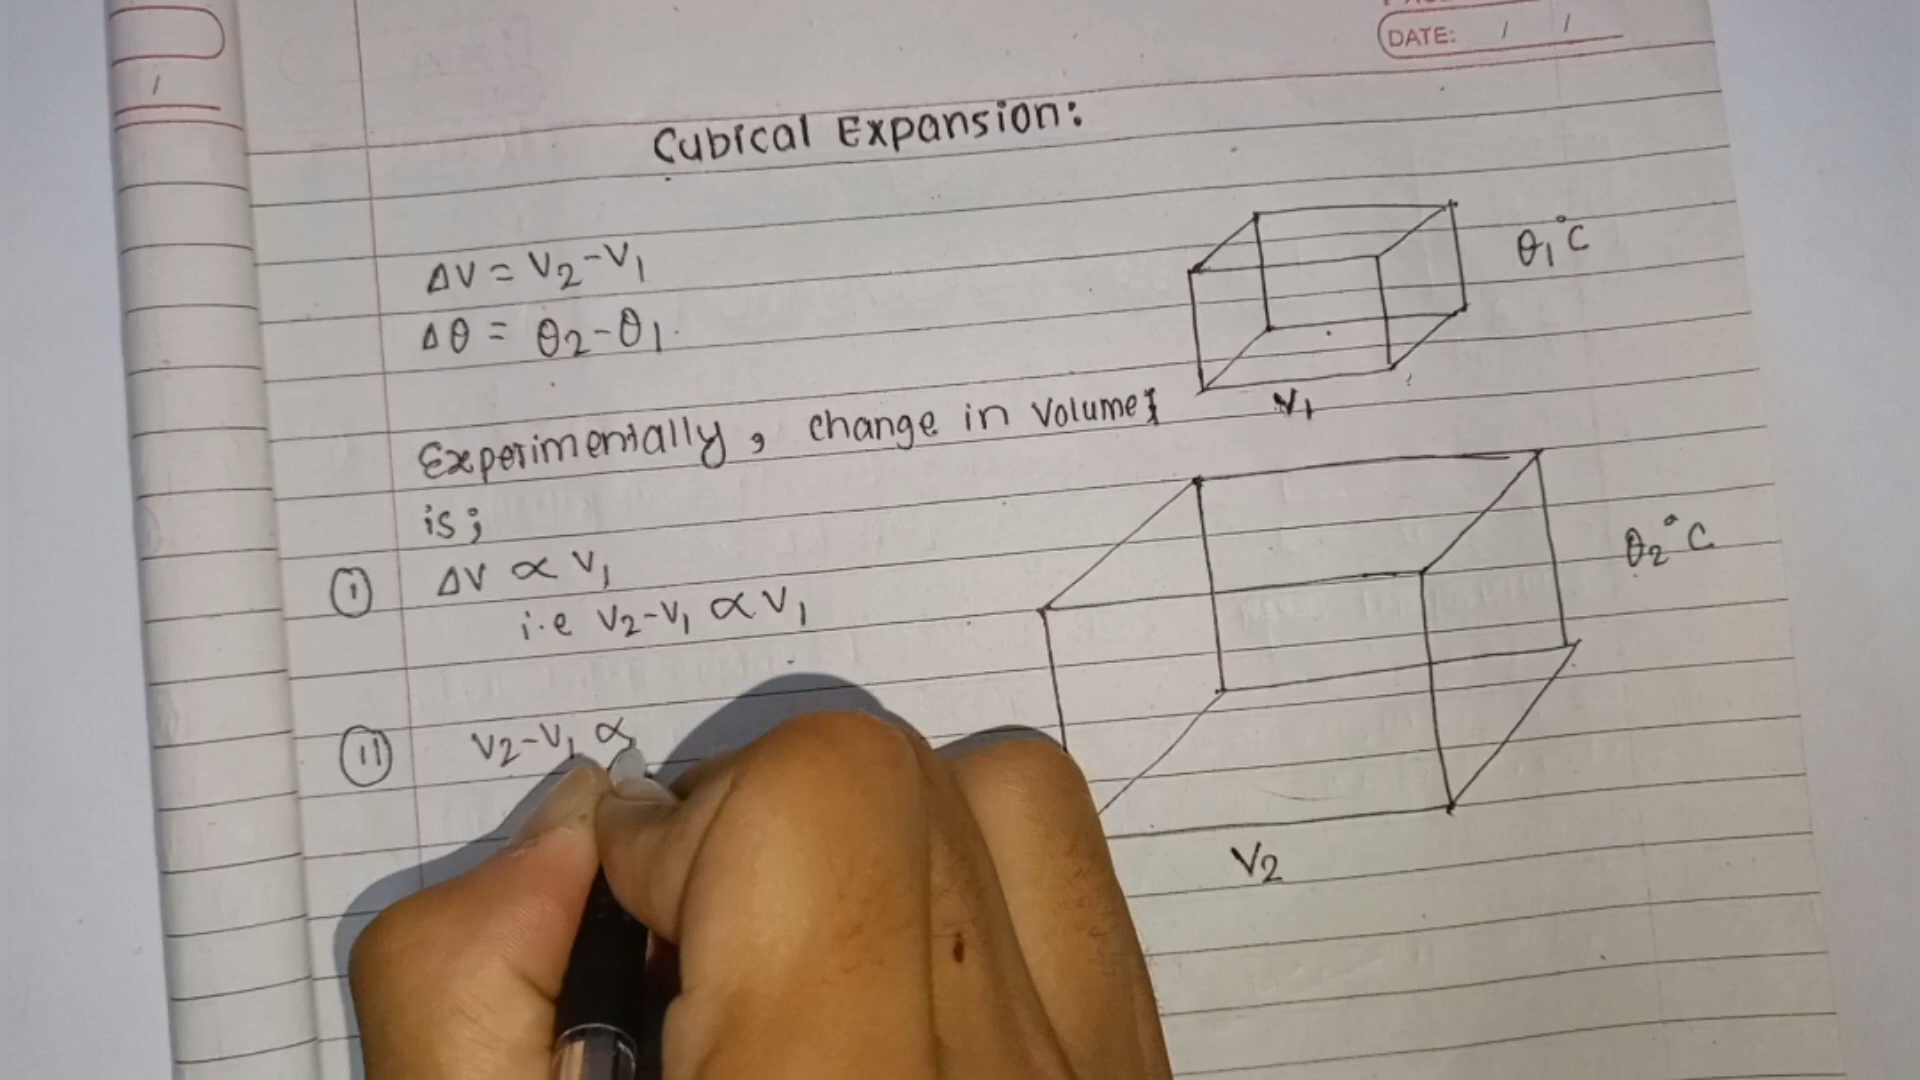 DATE: / /
/
Cubical Expansion:
ΔV = V₂-V₁
Δθ = θ₂-θ₁.
θ₁°C
V₁
Experimentally, change in volume
is;
(i) ΔV ∝ V₁
i.e V₂-V₁ ∝ V₁
θ₂°C
(ii) V₂-V₁ ∝
V₂